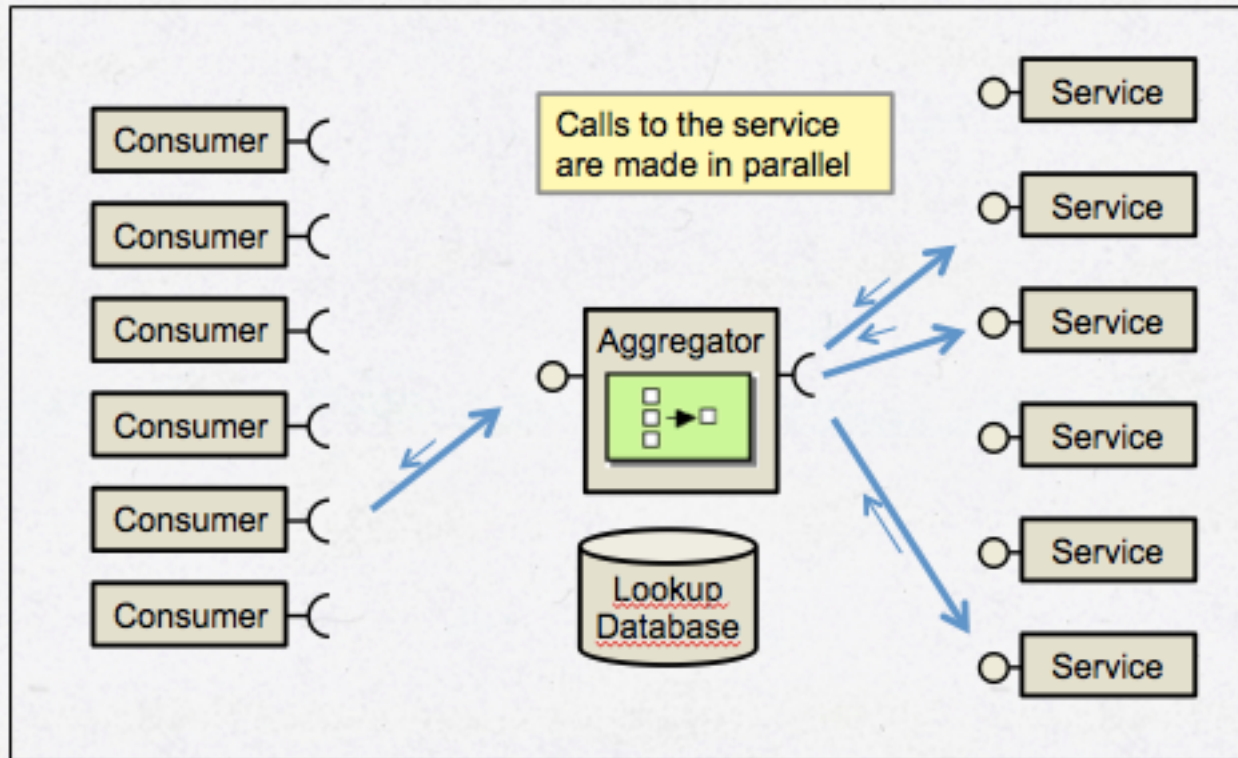 Consumer
Consumer
Consumer
Consumer
Consumer
Consumer
Calls to the service
are made in parallel
Aggregator
Lookup
Database
Service
Service
Service
Service
Service
Service